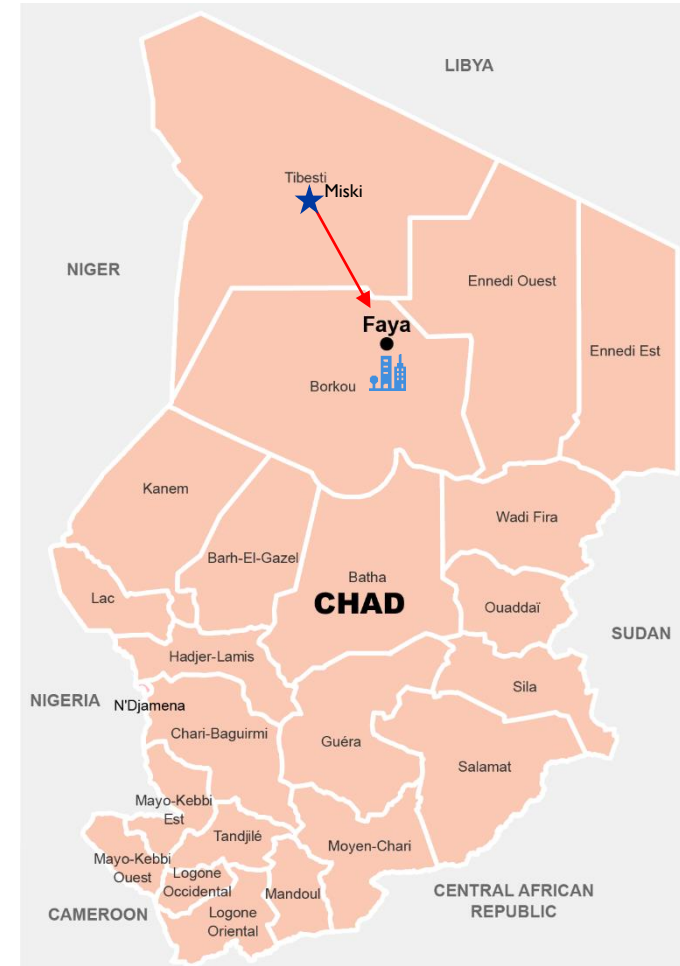 LIBYA
Tibesti
Miski
NIGER
Ennedi Ouest
Faya
Ennedi Est
Borkou
Kanem
Wadi Fira
Barh-El-Gazel
Batha
Lac
CHAD
Ouaddaï
SUDAN
Hadjer-Lamis
Sila
NIGERIA
N'Djamena
Chari-Baguirmi
Guéra
Salamat
Mayo-Kebbi
Est
Tandjilé
Moyen-Chari
Mayo-Kebbi
Ouest
Logone
Occidental
Mandoul
CENTRAL AFRICAN
REPUBLIC
CAMEROON
Logone
Oriental